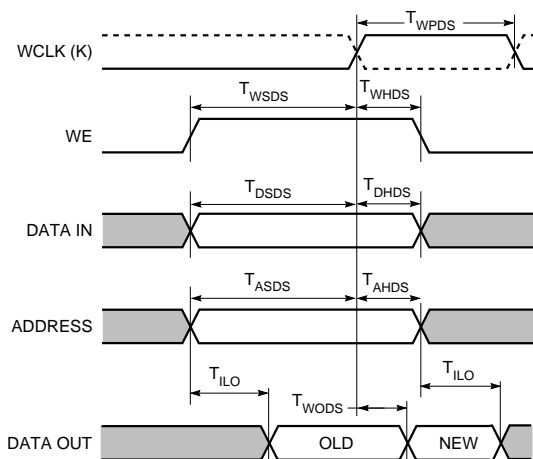 T_WPDS
WCLK (K)
T_WSDS T_WHDS
WE
T_DSDS T_DHDS
DATA IN
T_ASDS T_AHDS
ADDRESS
T_ILO T_ILO
T_WODS
DATA OUT OLD NEW